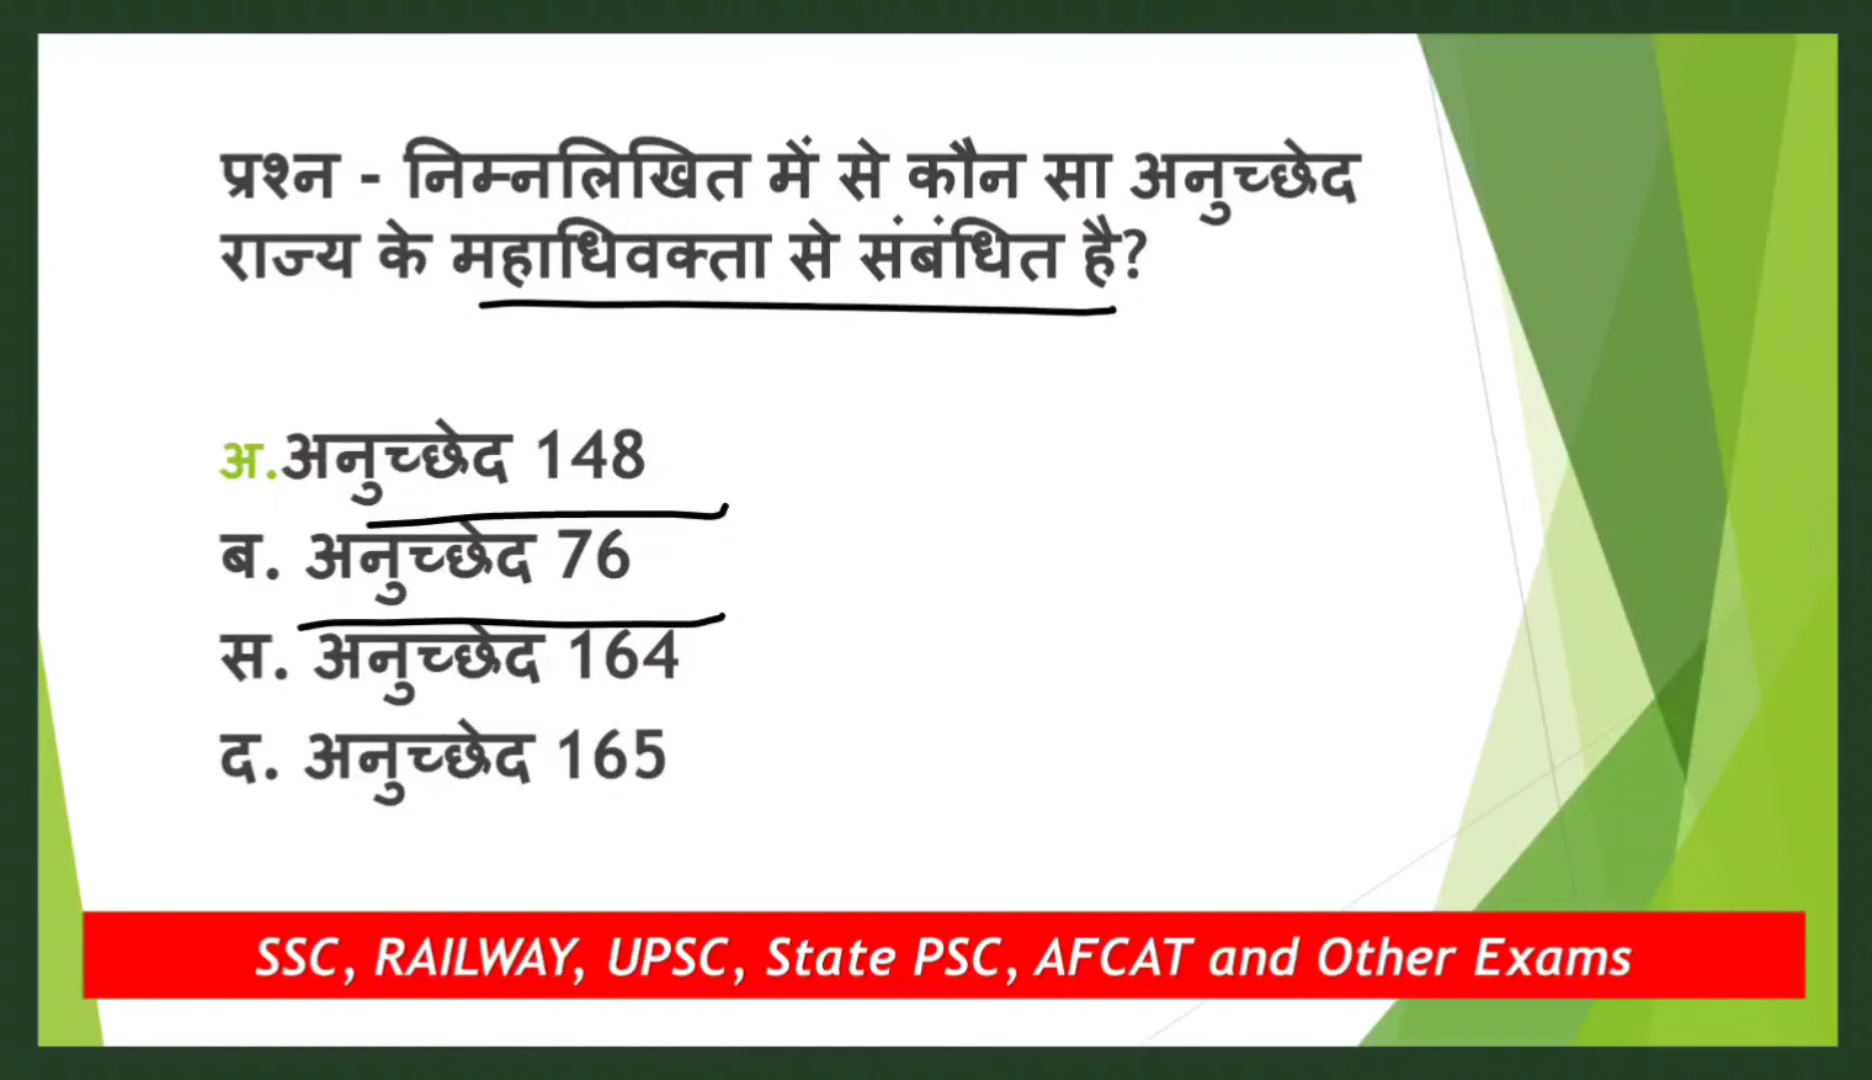 प्रश्न - निम्नलिखित में से कौन सा अनुच्छेद
राज्य के महाधिवक्ता से संबंधित है?
अ.अनुच्छेद 148
ब. अनुच्छेद 76
स. अनुच्छेद 164
द. अनुच्छेद 165
SSC, RAILWAY, UPSC, State PSC, AFCAT and Other Exams